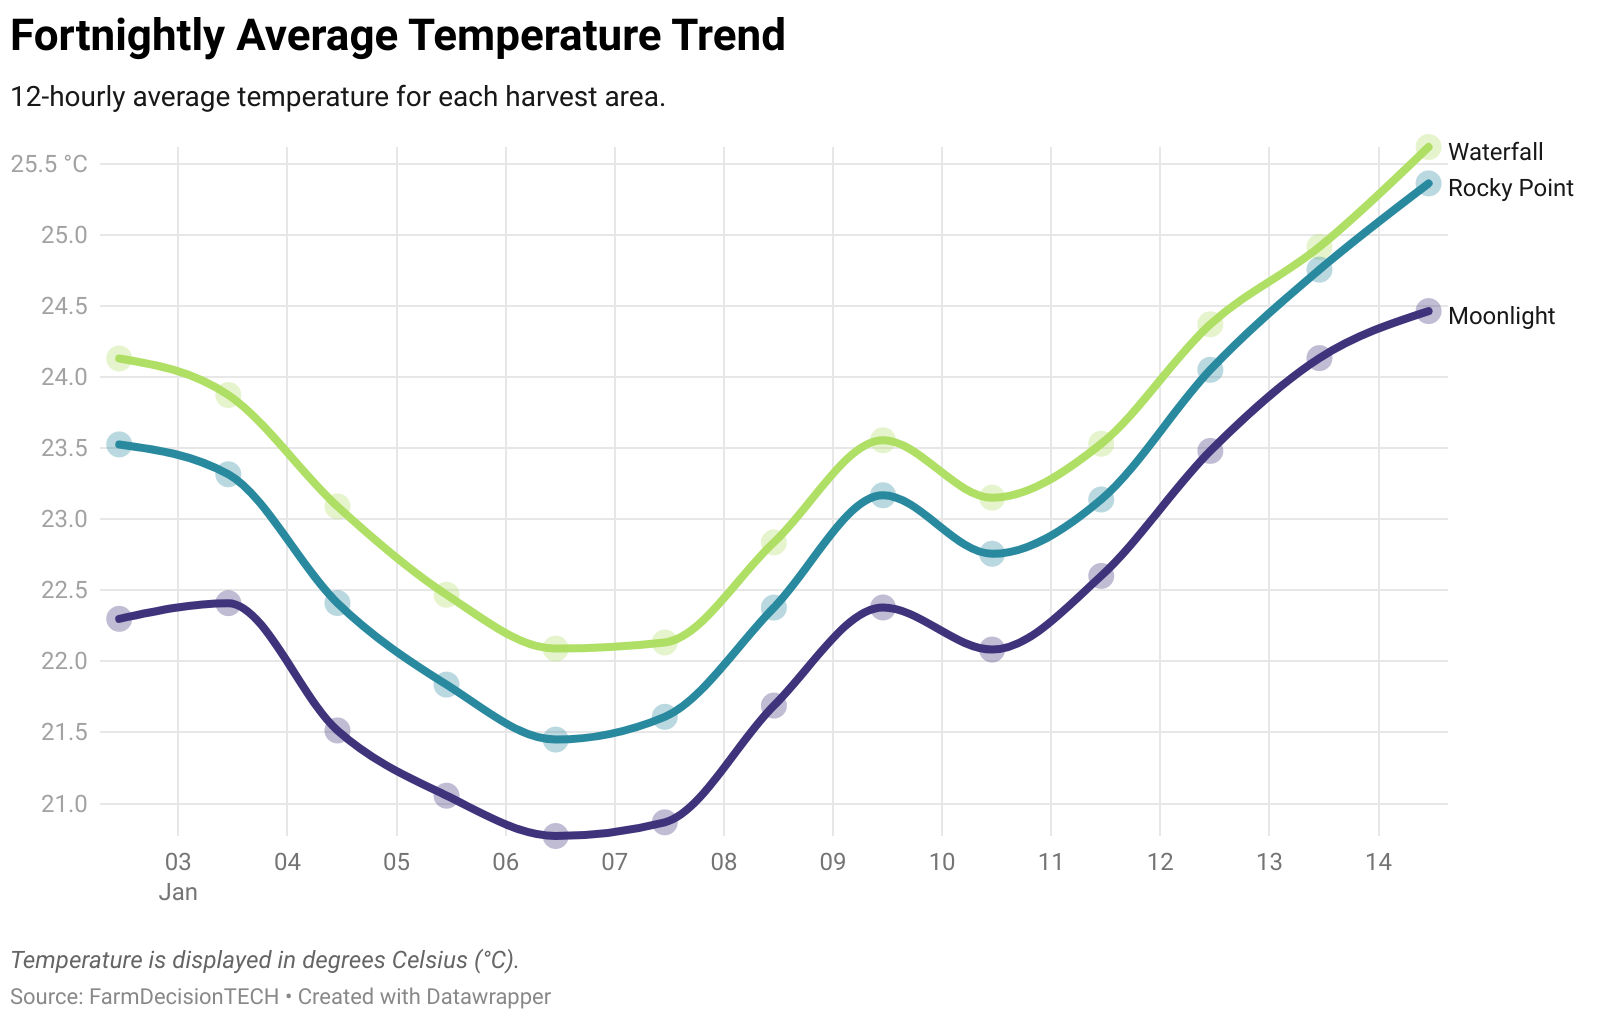 Fortnightly Average Temperature Trend
12-hourly average temperature for each harvest area.
25.5 °C
25.0
24.5
24.0
23.5
23.0
22.5
22.0
21.5
21.0
Waterfall
Rocky Point
Moonlight
03 04 05 06 07 08 09 10 11 12 13 14
Jan
Temperature is displayed in degrees Celsius (°C).
Source: FarmDecisionTECH • Created with Datawrapper